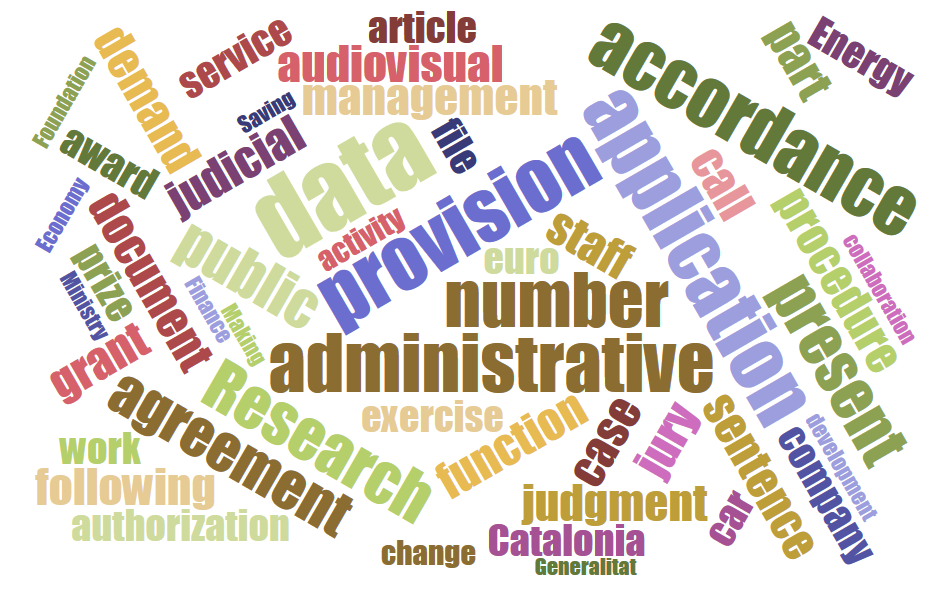 article
audiovisual
management
service
demand
Foundation
Saving
judicial
award
file
data
accordance
part
Energy
application
call
provision
Economy
document
public
activity
staff
euro
procedure
collaboration
prize
Ministry
Finance
Making
number
present
grant
administrative
agreement
Research
exercise
function
case
jury
sentence
development
company
work
following
authorization
judgment
car
Catalonia
change
Generalitat